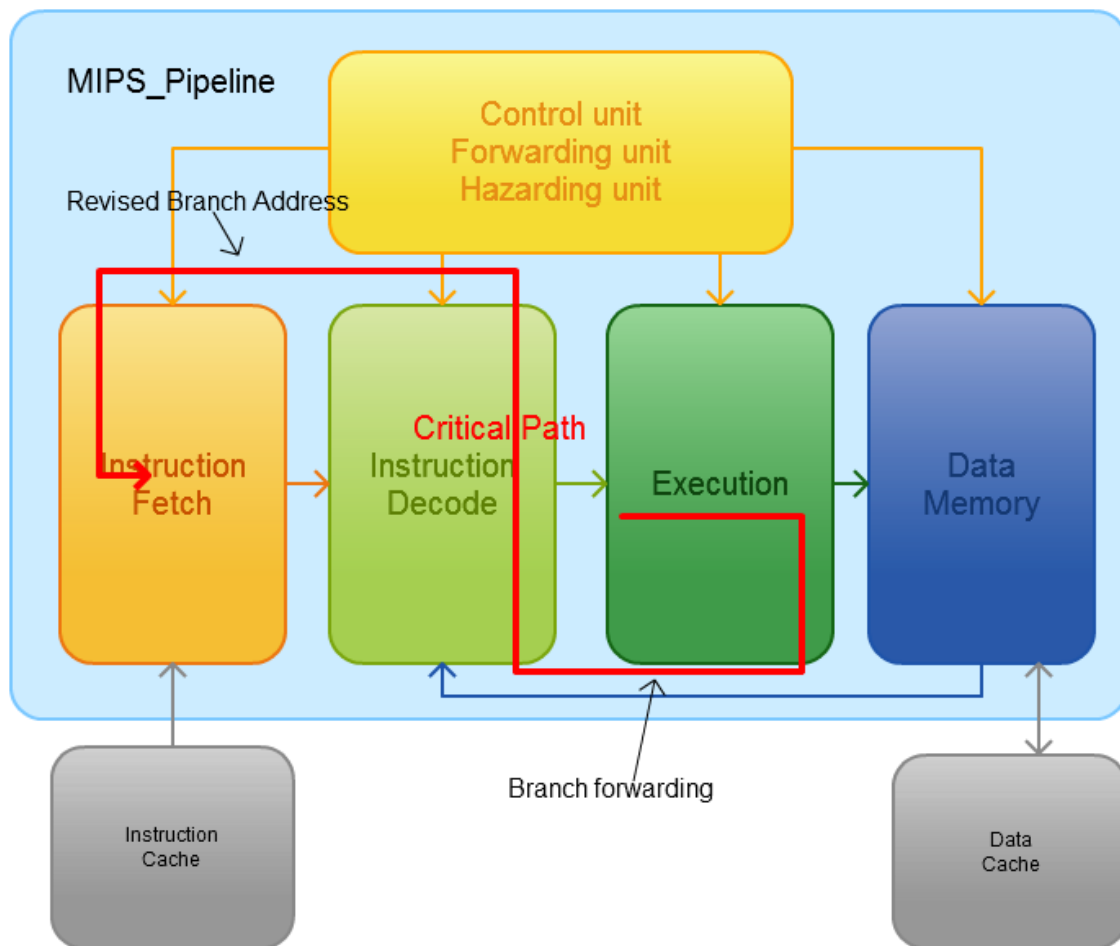 MIPS_Pipeline
Control unit
Forwarding unit
Hazarding unit
Revised Branch Address
Critical Path
Instruction
Fetch
Instruction
Decode
Execution
Data
Memory
Branch forwarding
Instruction
Cache
Data
Cache